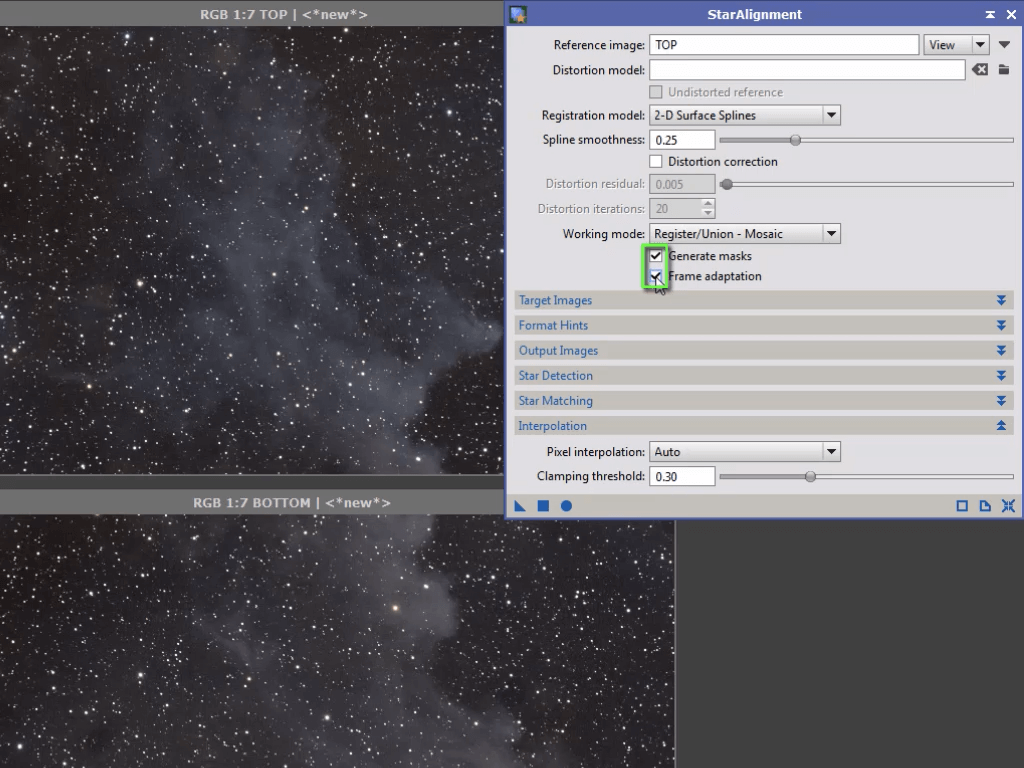 RGB 1:7 TOP | <*new*>
StarAlignment
Reference image: TOP View
Distortion model:
Undistorted reference
Registration model: 2-D Surface Splines
Spline smoothness: 0.25
Distortion correction
Distortion residual: 0.005
Distortion iterations: 20
Working mode: Register/Union - Mosaic
Generate masks
Frame adaptation
Target Images
Format Hints
Output Images
Star Detection
Star Matching
Interpolation
Pixel interpolation: Auto
Clamping threshold: 0.30
RGB 1:7 BOTTOM | <*new*>